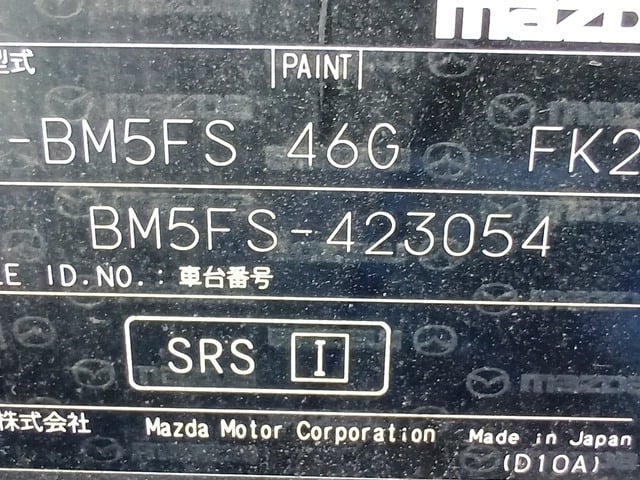 mazda
型式 PAINT
-BM5FS 46G FK2
BM5FS-423054
LE ID.NO.: 車台番号
SRS I
株式会社 Mazda Motor Corporation Made in Japan
(D10A)